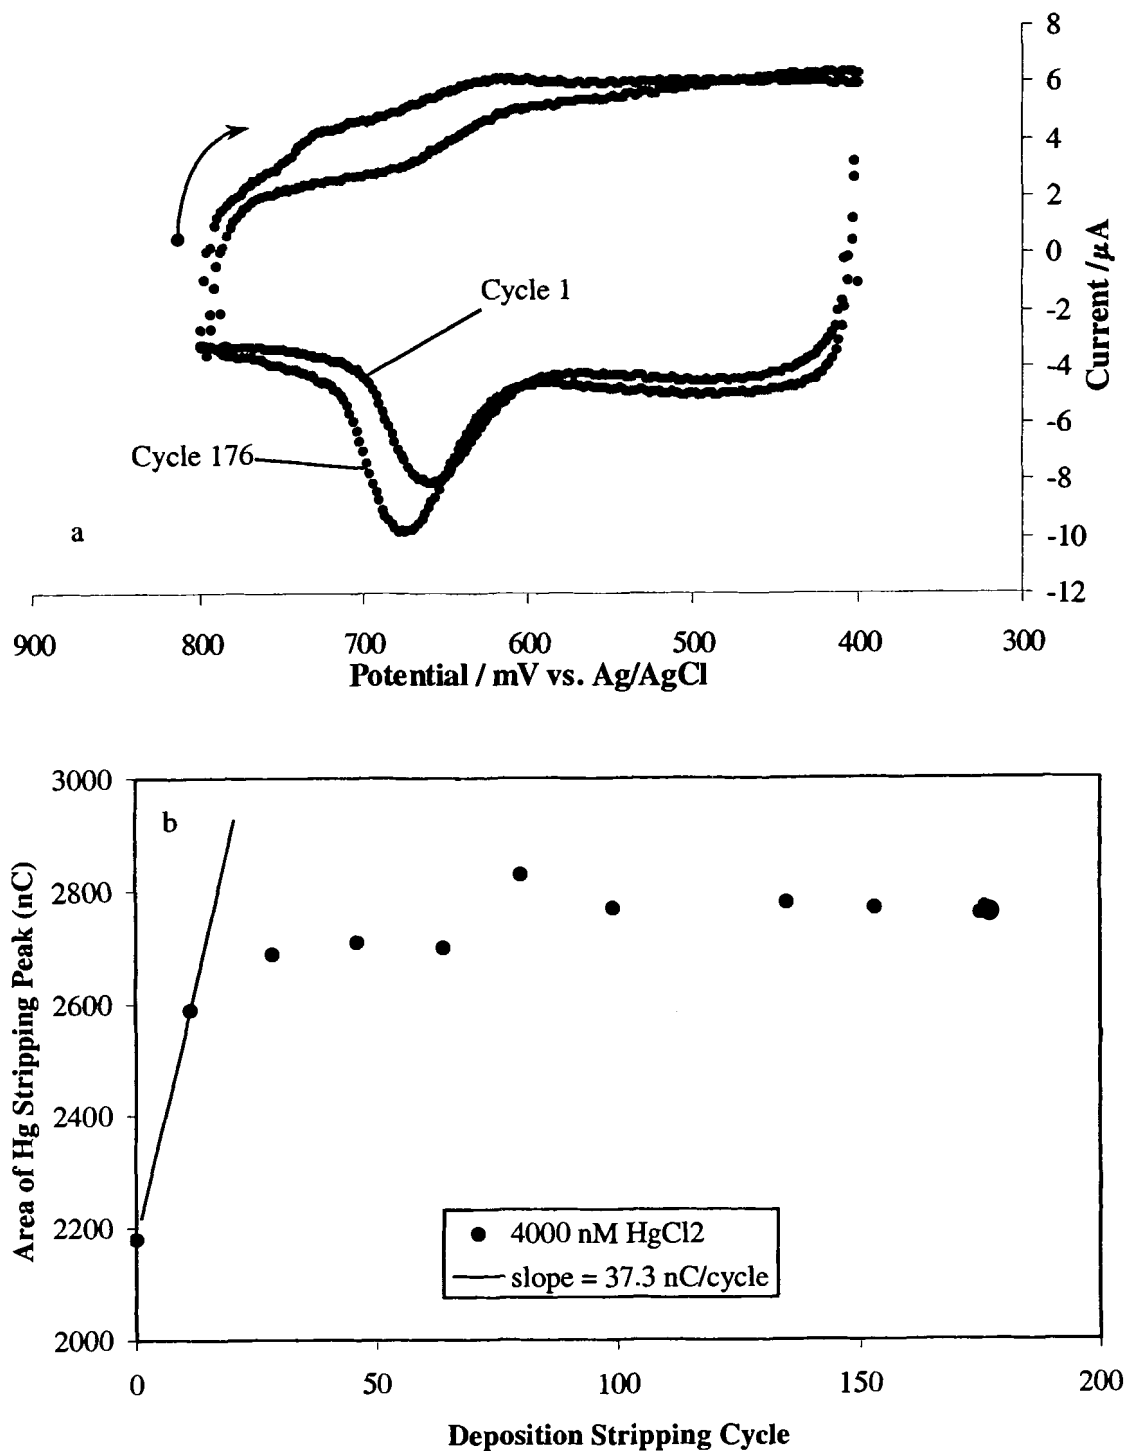 8
6
4
2
0
-2
-4
-6
-8
-10
-12
Current /μA
Cycle 1
Cycle 176
a
900 800 700 600 500 400 300
Potential / mV vs. Ag/AgCl
3000
2800
2600
2400
2200
2000
Area of Hg Stripping Peak (nC)
b
4000 nM HgCl2
slope = 37.3 nC/cycle
0 50 100 150 200
Deposition Stripping Cycle